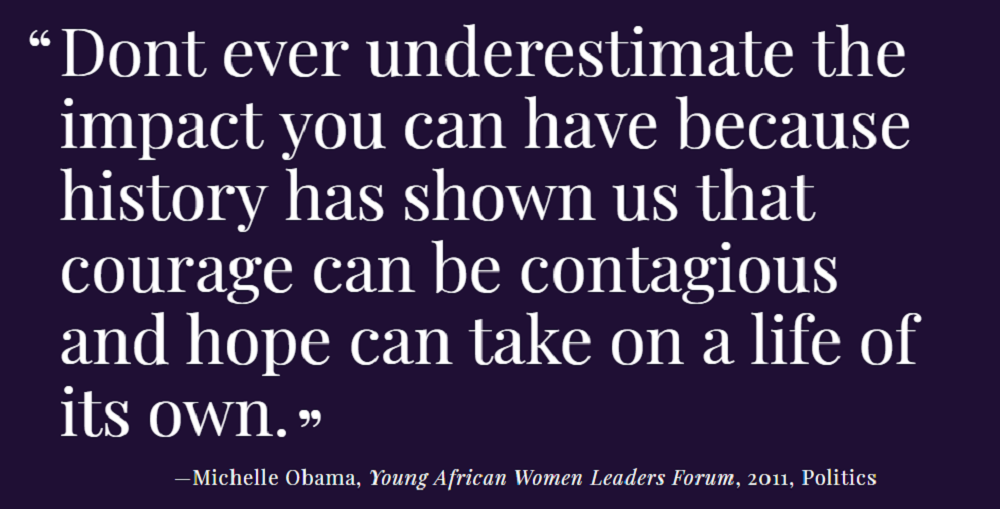 “Dont ever underestimate the
impact you can have because
history has shown us that
courage can be contagious
and hope can take on a life of
its own.”
—Michelle Obama, Young African Women Leaders Forum, 2011, Politics